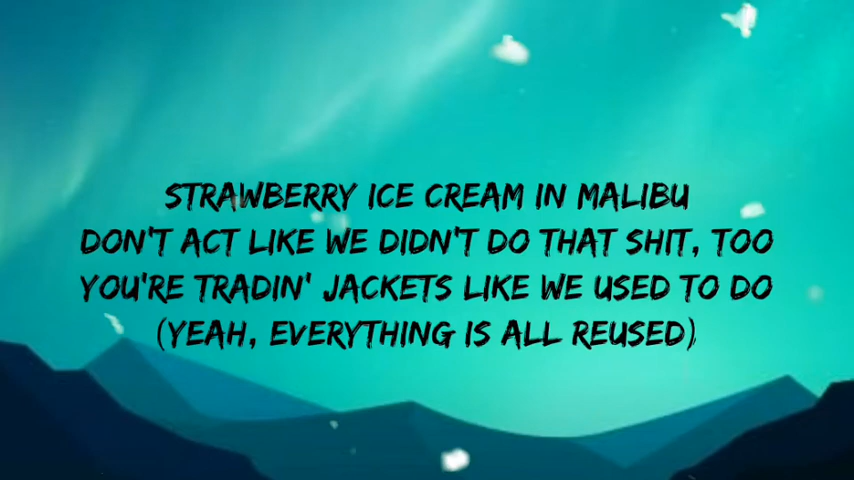 STRAWBERRY ICE CREAM IN MALIBU
DON'T ACT LIKE WE DIDN'T DO THAT SHIT, TOO
YOU'RE TRADIN' JACKETS LIKE WE USED TO DO
(YEAH, EVERYTHING IS ALL REUSED)